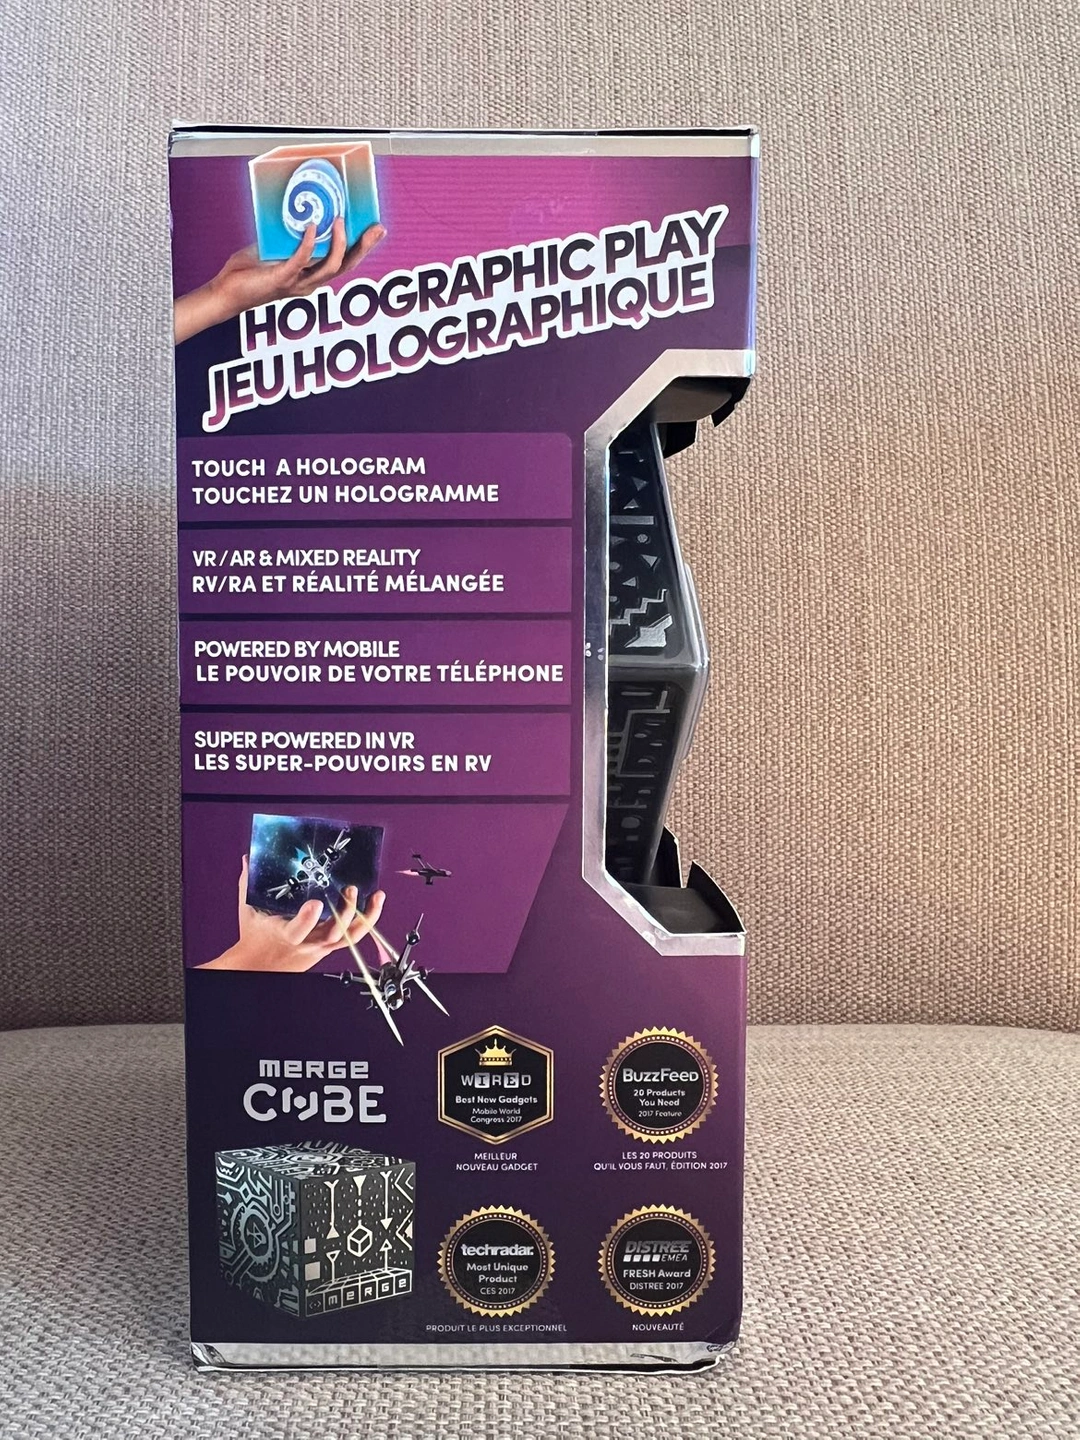 HOLOGRAPHIC PLAY
JEU HOLOGRAPHIQUE
TOUCH A HOLOGRAM
TOUCHEZ UN HOLOGRAMME
VR/AR & MIXED REALITY
RV/RA ET RÉALITÉ MÉLANGÉE
POWERED BY MOBILE
LE POUVOIR DE VOTRE TÉLÉPHONE
SUPER POWERED IN VR
LES SUPER-POUVOIRS EN RV
MERGE
CUBE
MERGE
WIRED
Best New Gadgets
Mobile World
Congress 2017
MEILLEUR
NOUVEAU GADGET
BuzzFeed
20 Products
You Need
2017 Feature
LES 20 PRODUITS
QU'IL VOUS FAUT, ÉDITION 2017
techradar.
Most Unique
Product
CES 2017
PRODUIT LE PLUS EXCEPTIONNEL
DISTREE
EMEA
FRESH Award
DISTREE 2017
NOUVEAUTÉ